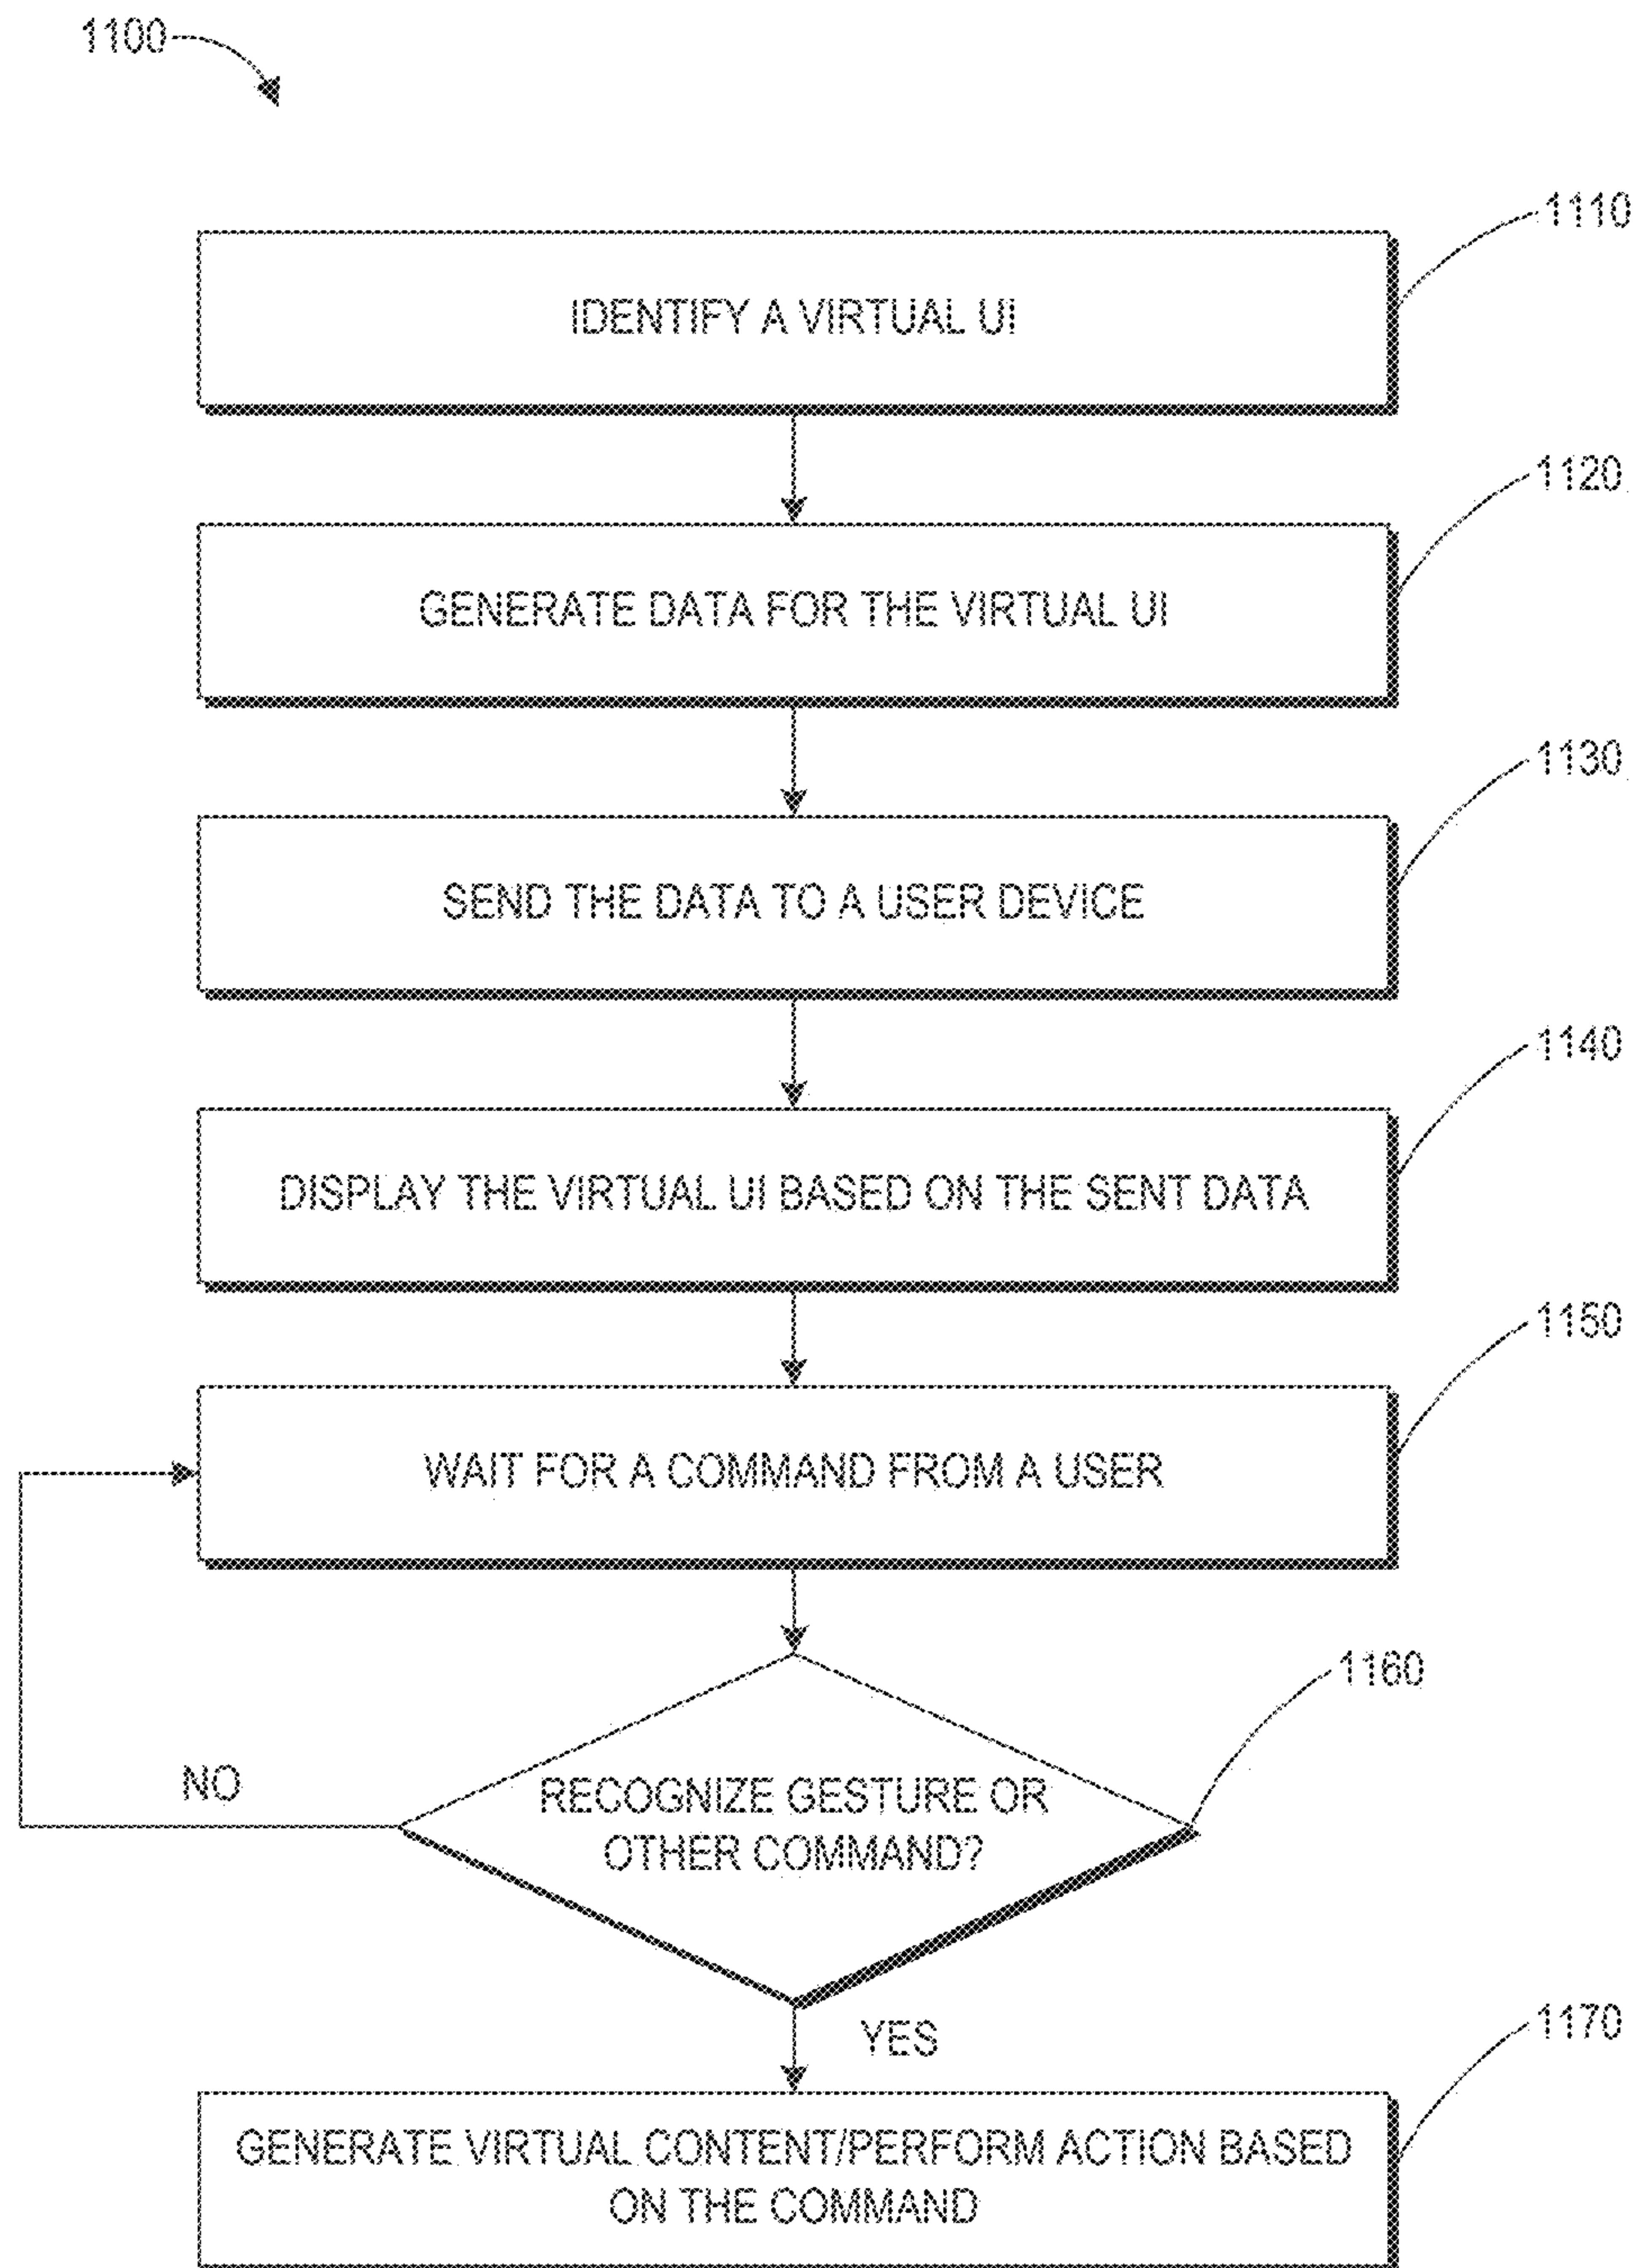 1100
1110
IDENTIFY A VIRTUAL UI
1120
GENERATE DATA FOR THE VIRTUAL UI
1130
SEND THE DATA TO A USER DEVICE
1140
DISPLAY THE VIRTUAL UI BASED ON THE SENT DATA
1150
WAIT FOR A COMMAND FROM A USER
1160
NO
RECOGNIZE GESTURE OR
OTHER COMMAND?
YES
1170
GENERATE VIRTUAL CONTENT/PERFORM ACTION BASED
ON THE COMMAND